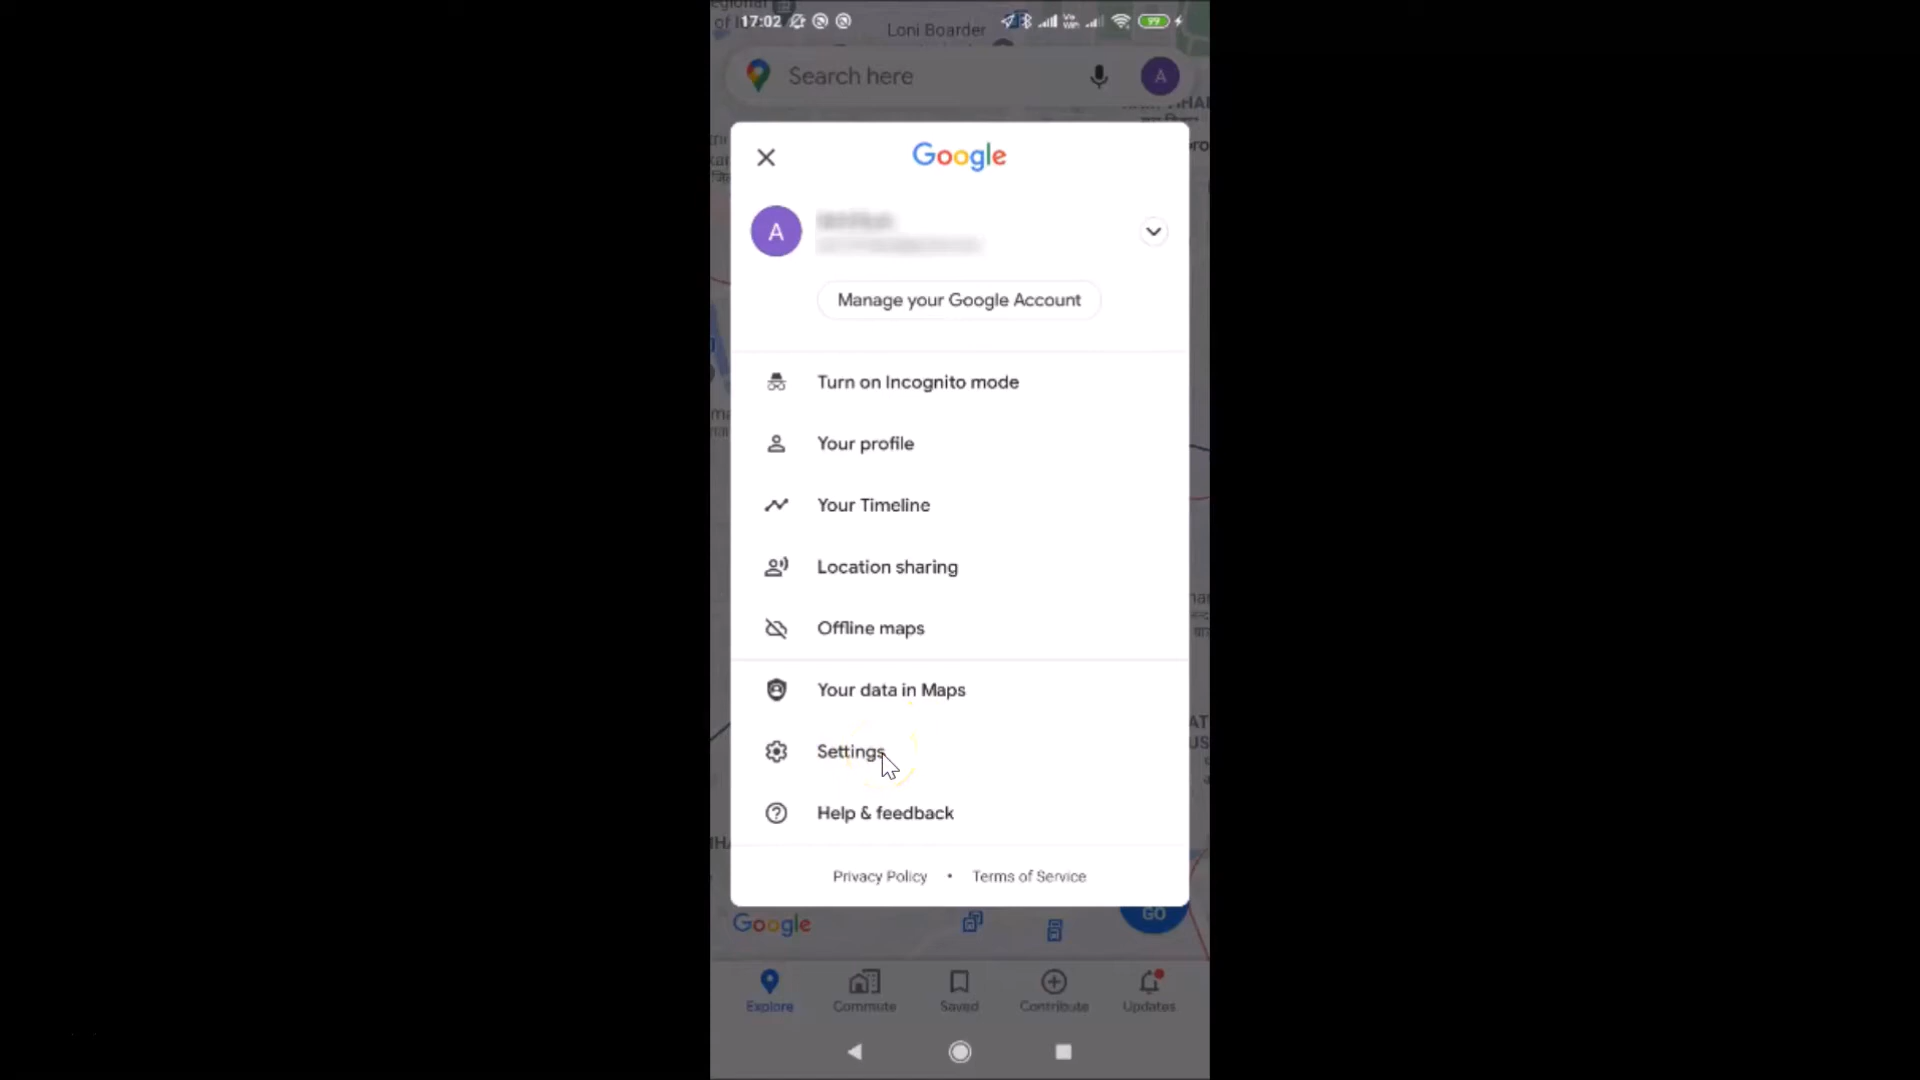 17:02
99
Loni Boarder
Search here
A
Google
A
Manage your Google Account
Turn on Incognito mode
Your profile
Your Timeline
Location sharing
Offline maps
Your data in Maps
Settings
Help & feedback
Privacy Policy • Terms of Service
Google
GO
Explore
Commute
Saved
Contribute
Updates